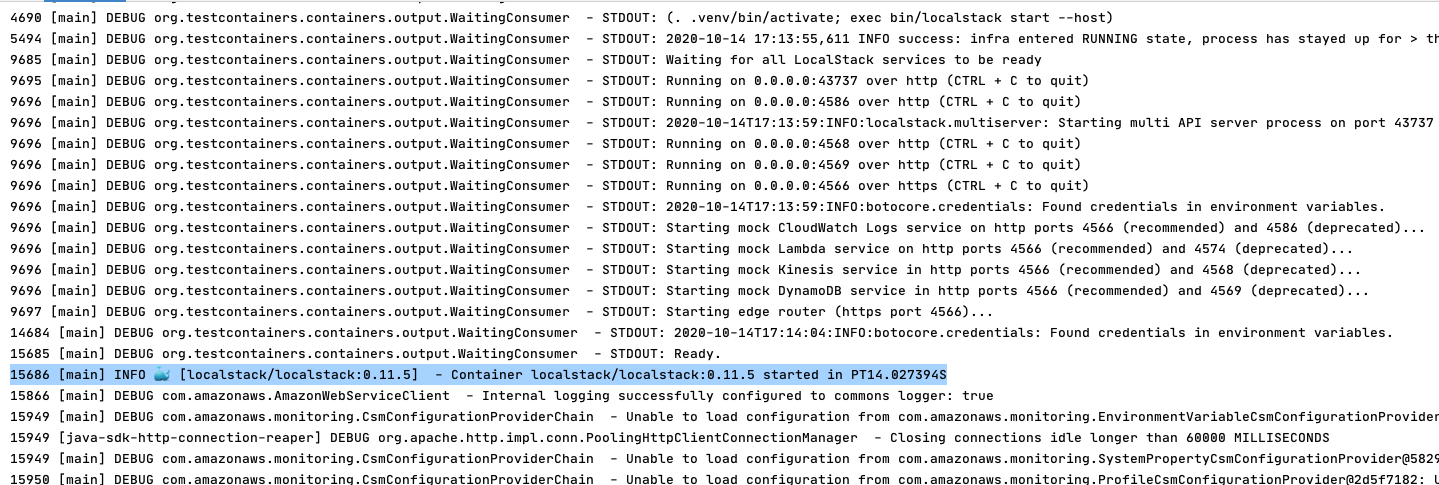 4690 [main] DEBUG org.testcontainers.containers.output.WaitingConsumer  - STDOUT: (. .venv/bin/activate; exec bin/localstack start --host)
5494 [main] DEBUG org.testcontainers.containers.output.WaitingConsumer  - STDOUT: 2020-10-14 17:13:55,611 INFO success: infra entered RUNNING state, process has stayed up for > th
9685 [main] DEBUG org.testcontainers.containers.output.WaitingConsumer  - STDOUT: Waiting for all LocalStack services to be ready
9695 [main] DEBUG org.testcontainers.containers.output.WaitingConsumer  - STDOUT: Running on 0.0.0.0:43737 over http (CTRL + C to quit)
9696 [main] DEBUG org.testcontainers.containers.output.WaitingConsumer  - STDOUT: Running on 0.0.0.0:4586 over http (CTRL + C to quit)
9696 [main] DEBUG org.testcontainers.containers.output.WaitingConsumer  - STDOUT: 2020-10-14T17:13:59:INFO:localstack.multiserver: Starting multi API server process on port 43737
9696 [main] DEBUG org.testcontainers.containers.output.WaitingConsumer  - STDOUT: Running on 0.0.0.0:4568 over http (CTRL + C to quit)
9696 [main] DEBUG org.testcontainers.containers.output.WaitingConsumer  - STDOUT: Running on 0.0.0.0:4569 over http (CTRL + C to quit)
9696 [main] DEBUG org.testcontainers.containers.output.WaitingConsumer  - STDOUT: Running on 0.0.0.0:4566 over https (CTRL + C to quit)
9696 [main] DEBUG org.testcontainers.containers.output.WaitingConsumer  - STDOUT: 2020-10-14T17:13:59:INFO:botocore.credentials: Found credentials in environment variables.
9696 [main] DEBUG org.testcontainers.containers.output.WaitingConsumer  - STDOUT: Starting mock CloudWatch Logs service on http ports 4566 (recommended) and 4586 (deprecated)...
9696 [main] DEBUG org.testcontainers.containers.output.WaitingConsumer  - STDOUT: Starting mock Lambda service on http ports 4566 (recommended) and 4574 (deprecated)...
9696 [main] DEBUG org.testcontainers.containers.output.WaitingConsumer  - STDOUT: Starting mock Kinesis service in http ports 4566 (recommended) and 4568 (deprecated)...
9696 [main] DEBUG org.testcontainers.containers.output.WaitingConsumer  - STDOUT: Starting mock DynamoDB service in http ports 4566 (recommended) and 4569 (deprecated)...
9697 [main] DEBUG org.testcontainers.containers.output.WaitingConsumer  - STDOUT: Starting edge router (https port 4566)...
14684 [main] DEBUG org.testcontainers.containers.output.WaitingConsumer  - STDOUT: 2020-10-14T17:14:04:INFO:botocore.credentials: Found credentials in environment variables.
15685 [main] DEBUG org.testcontainers.containers.output.WaitingConsumer  - STDOUT: Ready.
15686 [main] INFO 🐳 [localstack/localstack:0.11.5]  - Container localstack/localstack:0.11.5 started in PT14.027394S
15866 [main] DEBUG com.amazonaws.AmazonWebServiceClient  - Internal logging successfully configured to commons logger: true
15949 [main] DEBUG com.amazonaws.monitoring.CsmConfigurationProviderChain  - Unable to load configuration from com.amazonaws.monitoring.EnvironmentVariableCsmConfigurationProvider
15949 [java-sdk-http-connection-reaper] DEBUG org.apache.http.impl.conn.PoolingHttpClientConnectionManager  - Closing connections idle longer than 60000 MILLISECONDS
15949 [main] DEBUG com.amazonaws.monitoring.CsmConfigurationProviderChain  - Unable to load configuration from com.amazonaws.monitoring.SystemPropertyCsmConfigurationProvider@5829
15950 [main] DEBUG com.amazonaws.monitoring.CsmConfigurationProviderChain  - Unable to load configuration from com.amazonaws.monitoring.ProfileCsmConfigurationProvider@2d5f7182: U